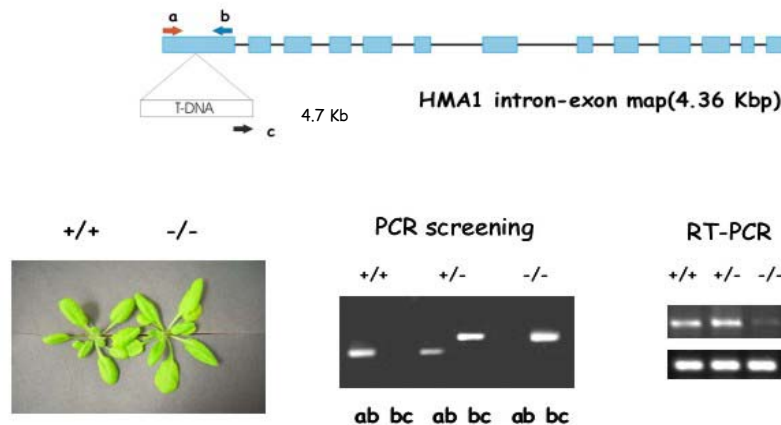 a b
T-DNA
c
4.7 Kb
HMA1 intron-exon map(4.36 Kbp)
+/+ -/-
PCR screening
+/+ +/- -/-
ab bc ab bc ab bc
RT-PCR
+/+ +/- -/-